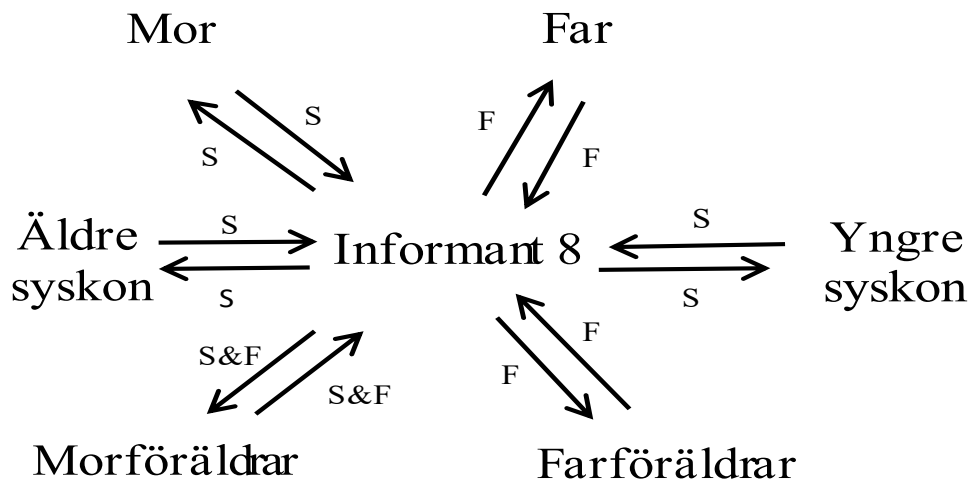 Mor
Far
S
S
F
F
Äldre
syskon
S
s
Informant 8
S
S
Yngre
syskon
S&F
S&F
F
F
Morföräldrar
Farföräldrar